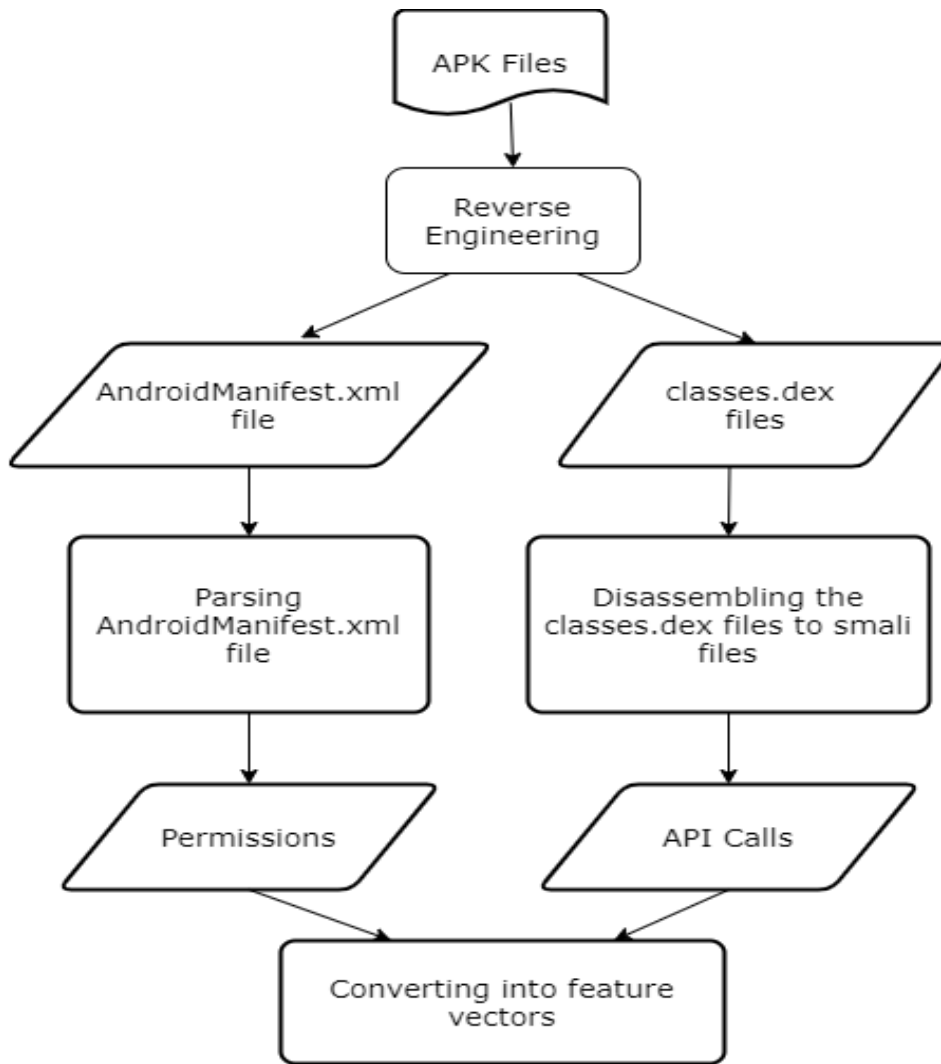 APK Files
Reverse
Engineering
AndroidManifest.xml
file
classes.dex
files
Parsing
AndroidManifest.xml
file
Disassembling the
classes.dex files to smali
files
Permissions
API Calls
Converting into feature
vectors